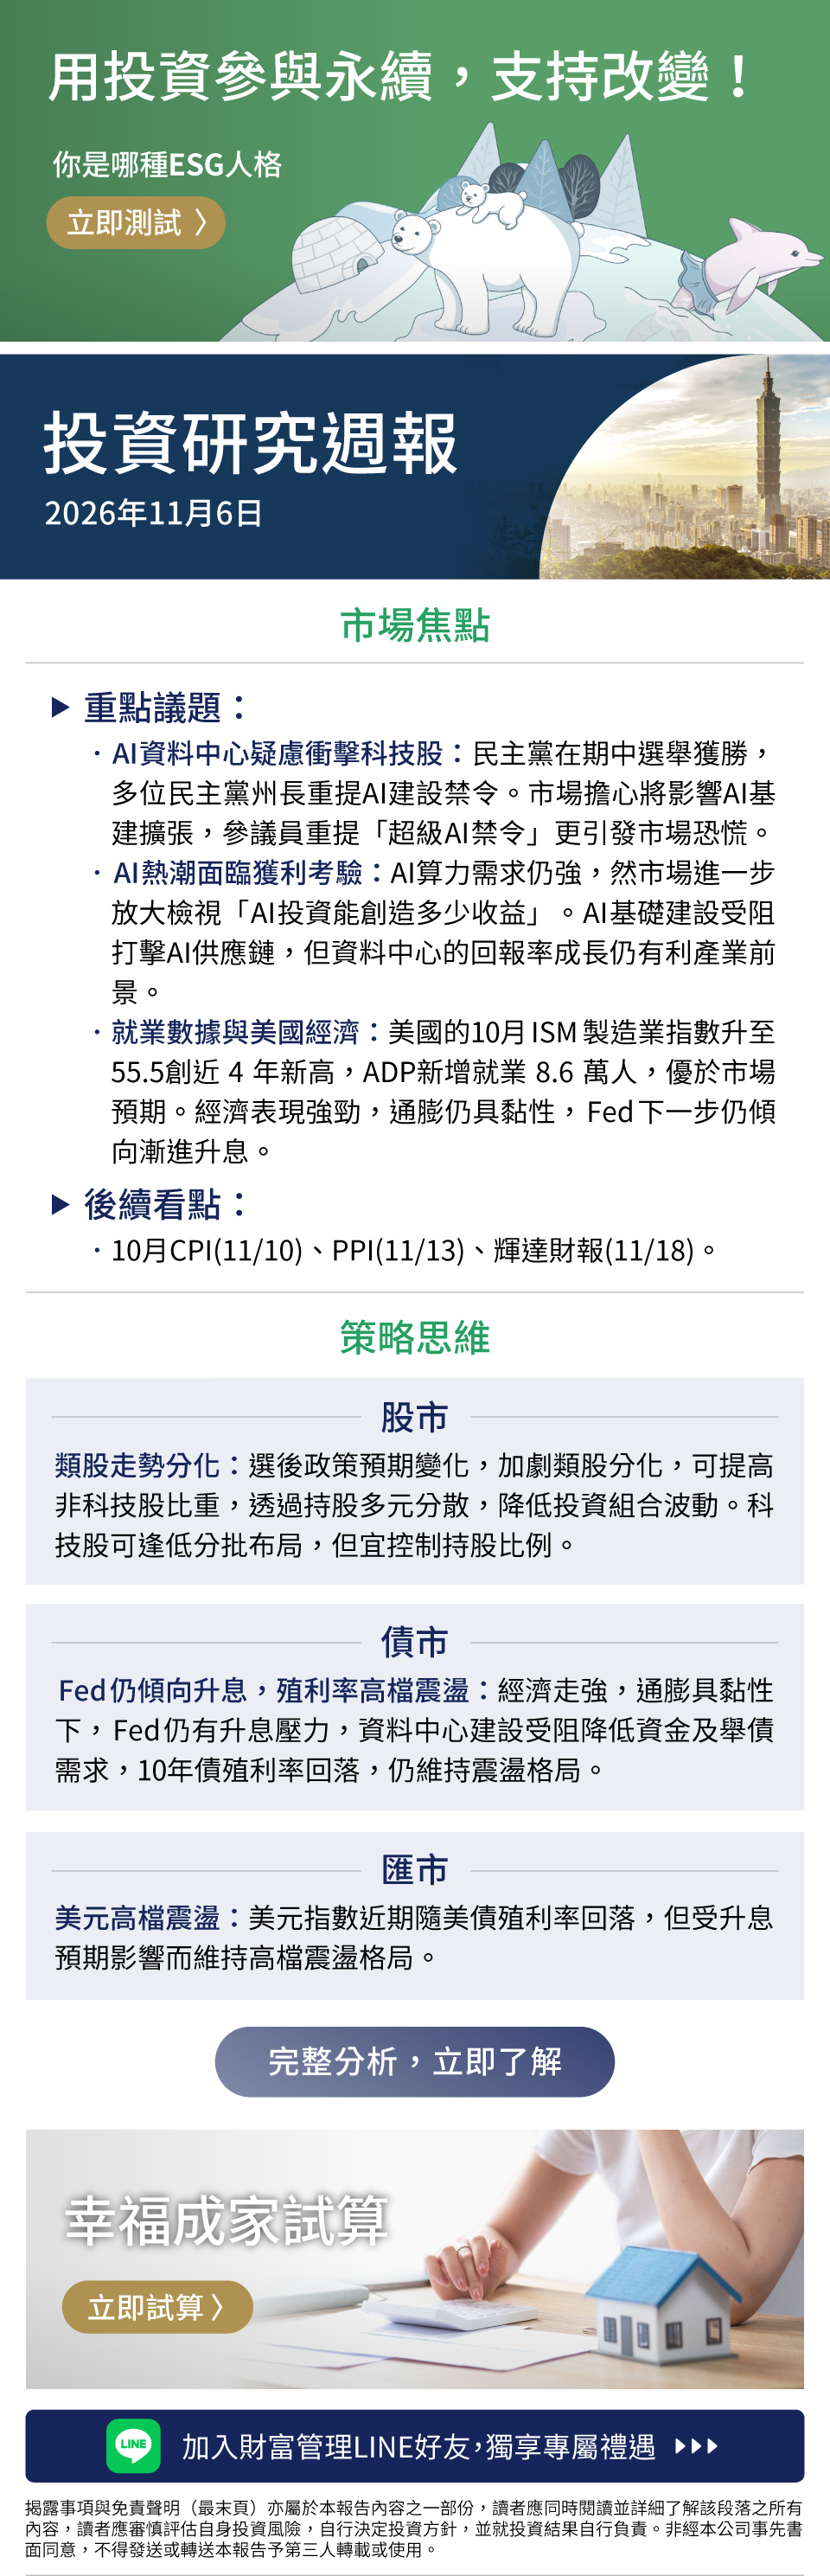 用投資參與永續，支持改變！
你是哪種ESG人格
立即測試 〉
投資研究週報
2026年11月6日
市場焦點
▶ 重點議題：
・AI資料中心疑慮衝擊科技股：民主黨在期中選舉獲勝，
多位民主黨州長重提AI建設禁令。市場擔心將影響AI基
建擴張，參議員重提「超級AI禁令」更引發市場恐慌。
・AI熱潮面臨獲利考驗：AI算力需求仍強，然市場進一步
放大檢視「AI投資能創造多少收益」。AI基礎建設受阻
打擊AI供應鏈，但資料中心的回報率成長仍有利產業前
景。
・就業數據與美國經濟：美國的10月 ISM 製造業指數升至
55.5創近 4 年新高，ADP新增就業 8.6 萬人，優於市場
預期。經濟表現強勁，通膨仍具黏性，Fed下一步仍傾
向漸進升息。
▶ 後續看點：
・10月CPI(11/10)、PPI(11/13)、輝達財報(11/18)。
策略思維
股市
類股走勢分化：選後政策預期變化，加劇類股分化，可提高
非科技股比重，透過持股多元分散，降低投資組合波動。科
技股可逢低分批布局，但宜控制持股比例。
債市
Fed仍傾向升息，殖利率高檔震盪：經濟走強，通膨具黏性
下，Fed仍有升息壓力，資料中心建設受阻降低資金及舉債
需求，10年債殖利率回落，仍維持震盪格局。
匯市
美元高檔震盪：美元指數近期隨美債殖利率回落，但受升息
預期影響而維持高檔震盪格局。
完整分析，立即了解
幸福成家試算
立即試算 〉
LINE 加入財富管理LINE好友，獨享專屬禮遇
揭露事項與免責聲明（最末頁）亦屬於本報告內容之一部份，讀者應同時閱讀並詳細了解該段落之所有
內容，讀者應審慎評估自身投資風險，自行決定投資方針，並就投資結果自行負責。非經本公司事先書
面同意，不得發送或轉送本報告予第三人轉載或使用。